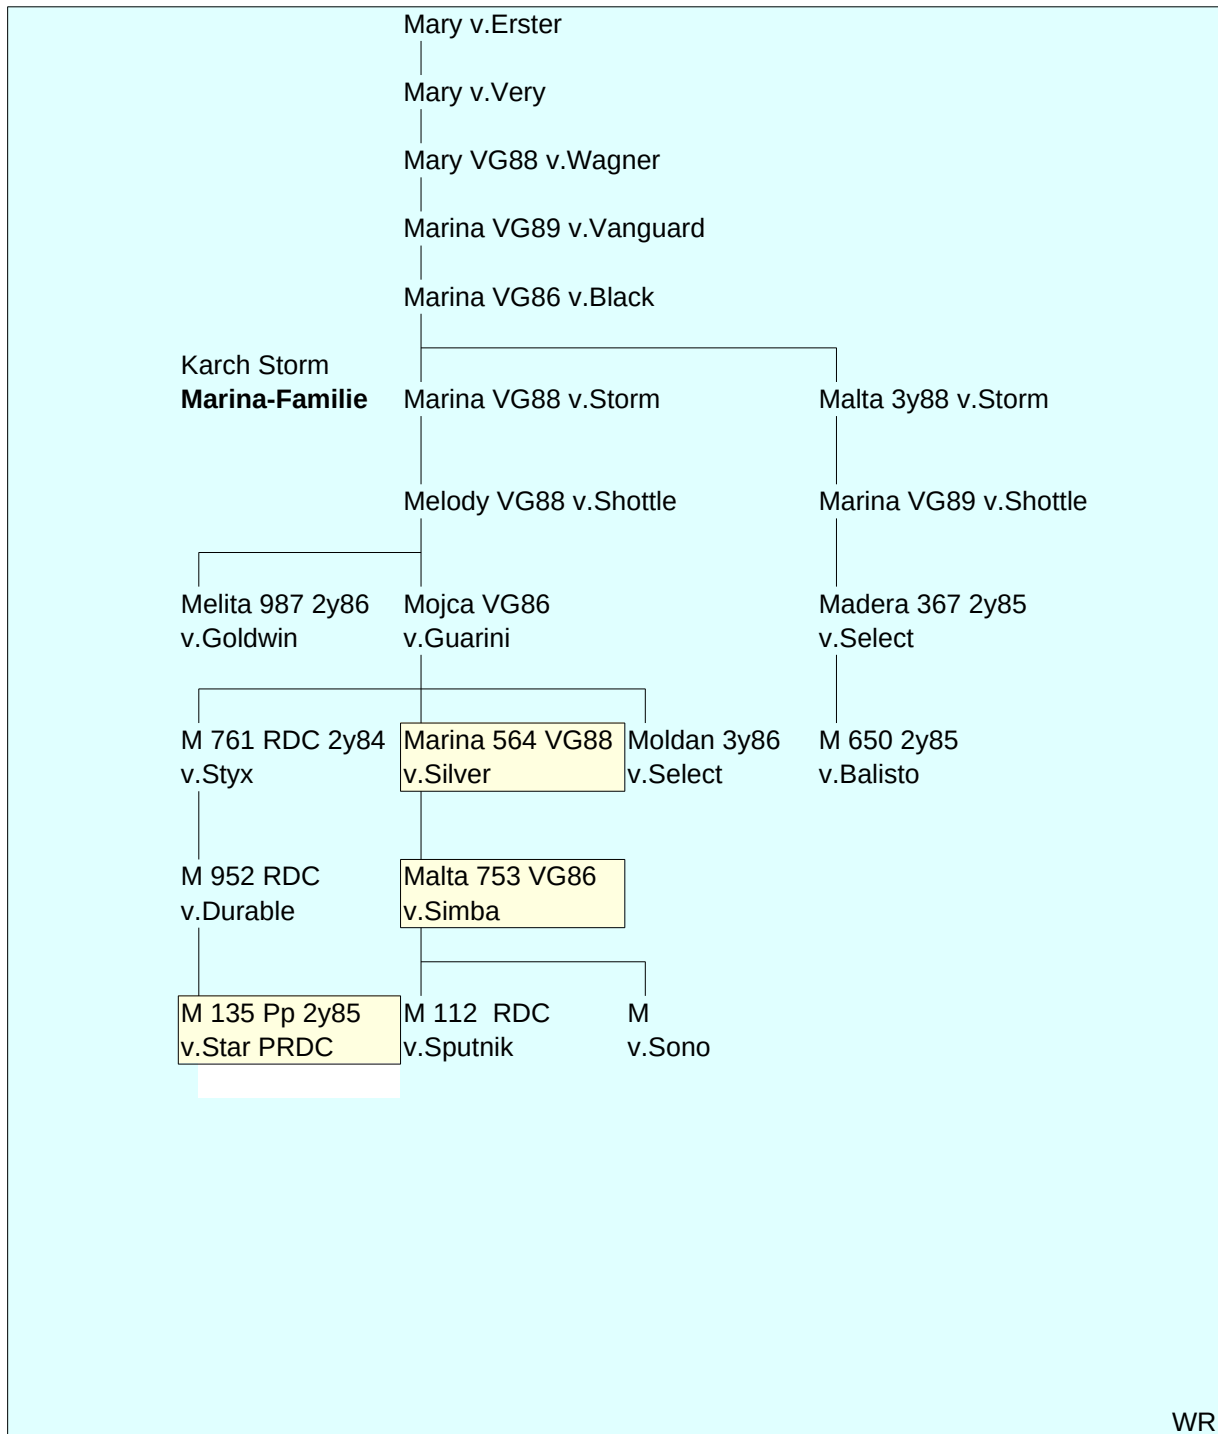 Mary v.Erster
Mary v.Very
Mary VG88 v.Wagner
Marina VG89 v.Vanguard
Marina VG86 v.Black
Karch Storm
Marina-Familie
Marina VG88 v.Storm
Malta 3y88 v.Storm
Melody VG88 v.Shottle
Marina VG89 v.Shottle
Melita 987 2y86
v.Goldwin
Mojca VG86
v.Guarini
Madera 367 2y85
v.Select
M 761 RDC 2y84
v.Styx
Marina 564 VG88
v.Silver
Moldan 3y86
v.Select
M 650 2y85
v.Balisto
M 952 RDC
v.Durable
Malta 753 VG86
v.Simba
M 135 Pp 2y85
v.Star PRDC
M 112  RDC
v.Sputnik
M
v.Sono
WR